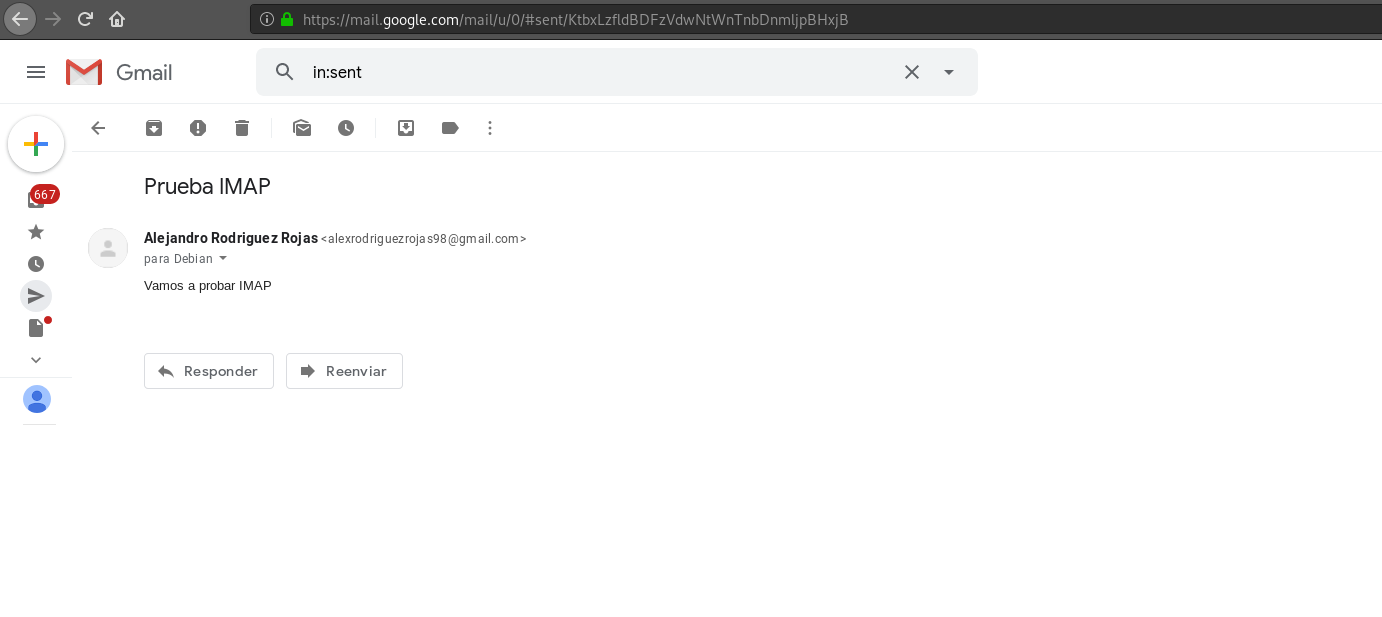 https://mail.google.com/mail/u/0/#sent/KtbxLzfldBDFzVdwNtWnTnbDnmljpBHxjB
Gmail
in:sent
667
Prueba IMAP
Alejandro Rodriguez Rojas <alexrodriguezrojas98@gmail.com>
para Debian
Vamos a probar IMAP
Responder
Reenviar